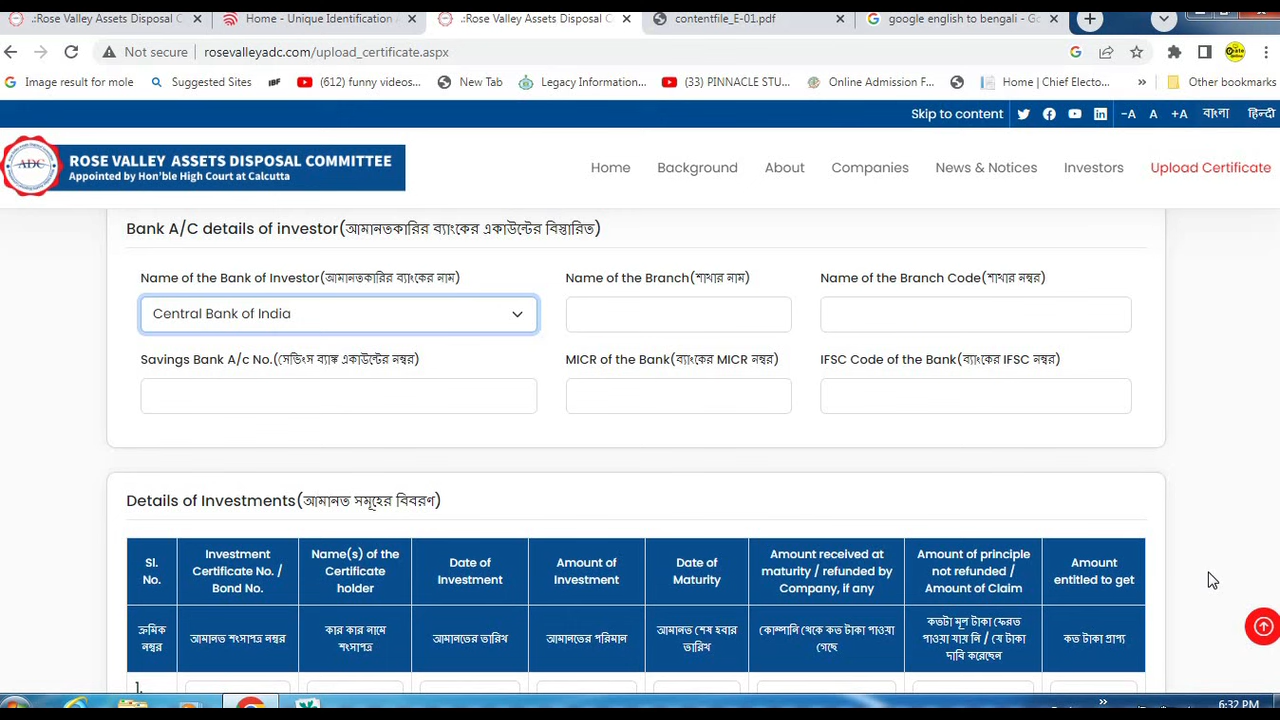 .:Rose Valley Assets Disposal C
Home - Unique Identification
.:Rose Valley Assets Disposal C
contentfile_E-01.pdf
google english to bengali - G
Not secure
rosevalleyadc.com/upload_certificate.aspx
Image result for mole
Suggested Sites
IBF
(612) funny videos...
New Tab
Legacy Information...
(33) PINNACLE STU...
Online Admission F...
Home | Chief Electo...
»
Other bookmarks
Skip to content
-A
A
+A
বাংলা
हिन्दी
ADC
ROSE VALLEY ASSETS DISPOSAL COMMITTEE
Appointed by Hon'ble High Court at Calcutta
Home
Background
About
Companies
News & Notices
Investors
Upload Certificate
Bank A/C details of investor(আমানতকারির ব্যাংকের একাউন্টের বিস্তারিত)
Name of the Bank of Investor(আমানতকারির ব্যাংকের নাম)
Name of the Branch(শাখার নাম)
Name of the Branch Code(শাখার নম্বর)
Central Bank of India
Savings Bank A/c No.(সেভিংস ব্যাঙ্ক একাউন্টের নম্বর)
MICR of the Bank(ব্যাংকের MICR নম্বর)
IFSC Code of the Bank(ব্যাংকের IFSC নম্বর)
Details of Investments(আমানত সমূহের বিবরণ)
Sl.
No.
Investment
Certificate No. /
Bond No.
Name(s) of the
Certificate
holder
Date of
Investment
Amount of
Investment
Date of
Maturity
Amount received at
maturity / refunded by
Company, if any
Amount of principle
not refunded /
Amount of Claim
Amount
entitled to get
ক্রমিক
নম্বর
আমানত শংসাপত্র নম্বর
কার কার নামে
শংসাপত্র
আমানতের তারিখ
আমানতের পরিমান
আমানত শেষ হবার
তারিখ
কোম্পানি থেকে কত টাকা পাওয়া
গেছে
কতটা মূল টাকা ফেরত
পাওয়া যায় নি / যে টাকা
দাবি করেছেন
কত টাকা প্রাপ্য
1.
»
6:32 PM